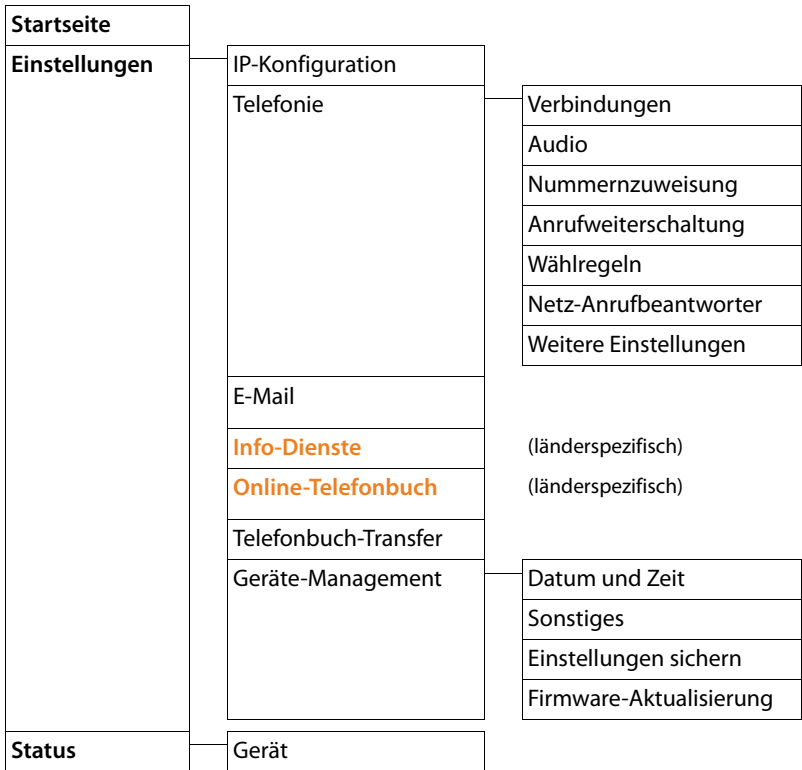 Startseite
Einstellungen
IP-Konfiguration
Telefonie
Verbindungen
Audio
Nummernzuweisung
Anrufweiterschaltung
Wählregeln
Netz-Anrufbeantworter
Weitere Einstellungen
E-Mail
Info-Dienste
(länderspezifisch)
Online-Telefonbuch
(länderspezifisch)
Telefonbuch-Transfer
Geräte-Management
Datum und Zeit
Sonstiges
Einstellungen sichern
Firmware-Aktualisierung
Status
Gerät